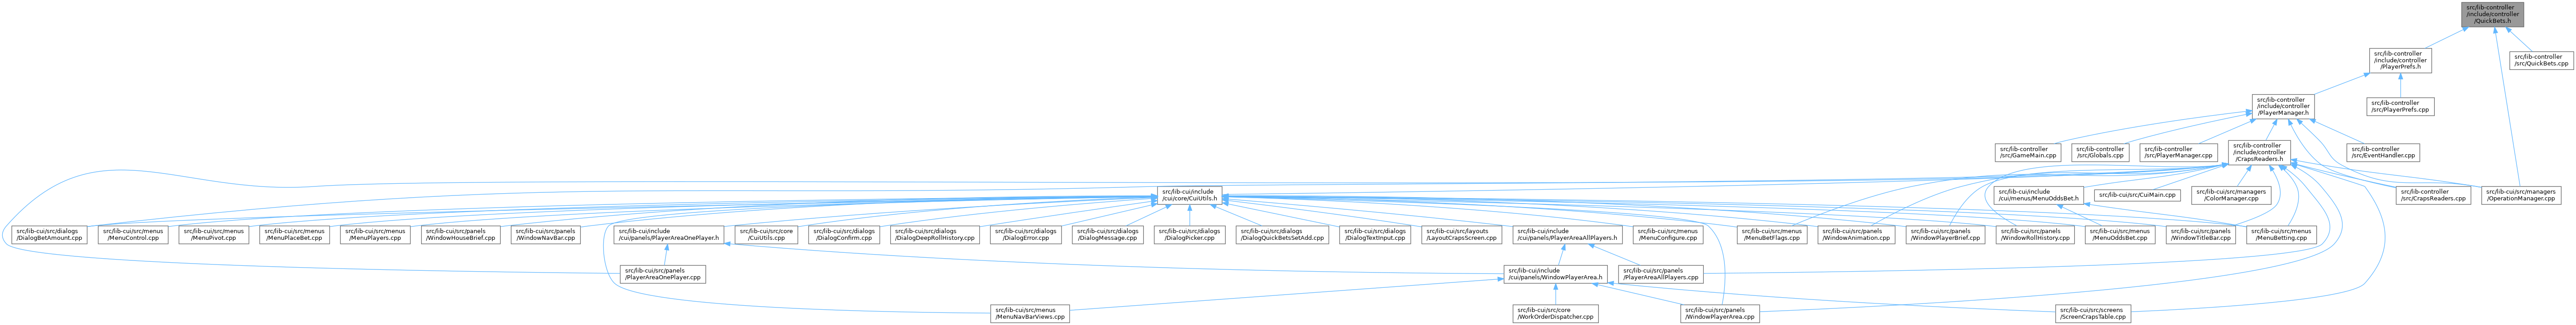 src/lib-controller
/include/controller
/QuickBets.h
src/lib-controller
/include/controller
/PlayerPrefs.h
src/lib-controller
/src/QuickBets.cpp
src/lib-controller
/include/controller
/PlayerManager.h
src/lib-controller
/src/PlayerPrefs.cpp
src/lib-controller
/src/GameMain.cpp
src/lib-controller
/src/Globals.cpp
src/lib-controller
/src/PlayerManager.cpp
src/lib-controller
/include/controller
/CrapsReaders.h
src/lib-controller
/src/EventHandler.cpp
src/lib-cui/include
/cui/core/CuiUtils.h
src/lib-cui/include
/cui/menus/MenuOddsBet.h
src/lib-cui/src/CuiMain.cpp
src/lib-cui/src/managers
/ColorManager.cpp
src/lib-controller
/src/CrapsReaders.cpp
src/lib-cui/src/managers
/OperationManager.cpp
src/lib-cui/src/dialogs
/DialogBetAmount.cpp
src/lib-cui/src/menus
/MenuControl.cpp
src/lib-cui/src/menus
/MenuPivot.cpp
src/lib-cui/src/menus
/MenuPlaceBet.cpp
src/lib-cui/src/menus
/MenuPlayers.cpp
src/lib-cui/src/panels
/WindowHouseBrief.cpp
src/lib-cui/src/panels
/WindowNavBar.cpp
src/lib-cui/include
/cui/panels/PlayerAreaOnePlayer.h
src/lib-cui/src/core
/CuiUtils.cpp
src/lib-cui/src/dialogs
/DialogConfirm.cpp
src/lib-cui/src/dialogs
/DialogDeepRollHistory.cpp
src/lib-cui/src/dialogs
/DialogError.cpp
src/lib-cui/src/dialogs
/DialogMessage.cpp
src/lib-cui/src/dialogs
/DialogPicker.cpp
src/lib-cui/src/dialogs
/DialogQuickBetsSetAdd.cpp
src/lib-cui/src/dialogs
/DialogTextInput.cpp
src/lib-cui/src/layouts
/LayoutCrapsScreen.cpp
src/lib-cui/include
/cui/panels/PlayerAreaAllPlayers.h
src/lib-cui/src/menus
/MenuConfigure.cpp
src/lib-cui/src/menus
/MenuBetFlags.cpp
src/lib-cui/src/panels
/WindowAnimation.cpp
src/lib-cui/src/panels
/WindowPlayerBrief.cpp
src/lib-cui/src/panels
/WindowRollHistory.cpp
src/lib-cui/src/menus
/MenuOddsBet.cpp
src/lib-cui/src/panels
/WindowTitleBar.cpp
src/lib-cui/src/menus
/MenuBetting.cpp
src/lib-cui/src/panels
/PlayerAreaOnePlayer.cpp
src/lib-cui/include
/cui/panels/WindowPlayerArea.h
src/lib-cui/src/panels
/PlayerAreaAllPlayers.cpp
src/lib-cui/src/menus
/MenuNavBarViews.cpp
src/lib-cui/src/core
/WorkOrderDispatcher.cpp
src/lib-cui/src/panels
/WindowPlayerArea.cpp
src/lib-cui/src/screens
/ScreenCrapsTable.cpp